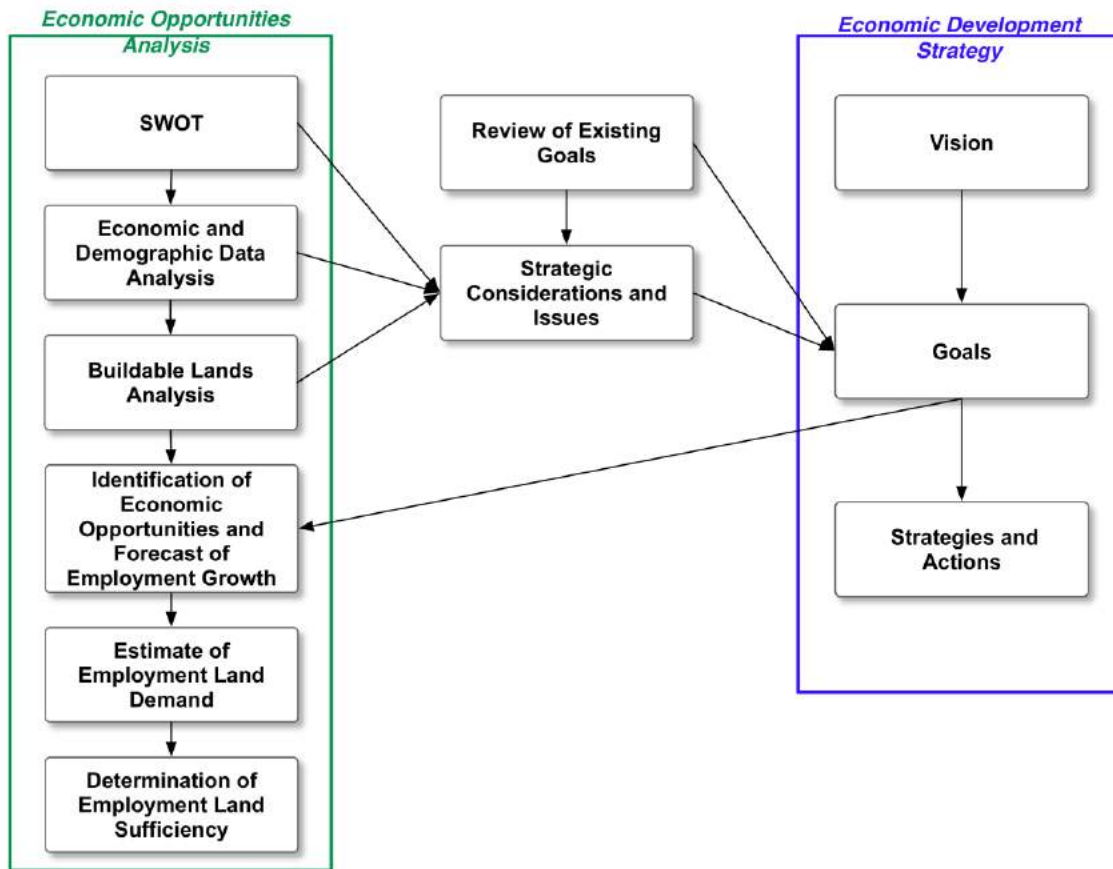 Economic Opportunities
Analysis
SWOT
Economic and
Demographic Data
Analysis
Buildable Lands
Analysis
Identification of
Economic
Opportunities and
Forecast of
Employment Growth
Estimate of
Employment Land
Demand
Determination of
Employment Land
Sufficiency
Review of Existing
Goals
Strategic
Considerations and
Issues
Economic Development
Strategy
Vision
Goals
Strategies and
Actions